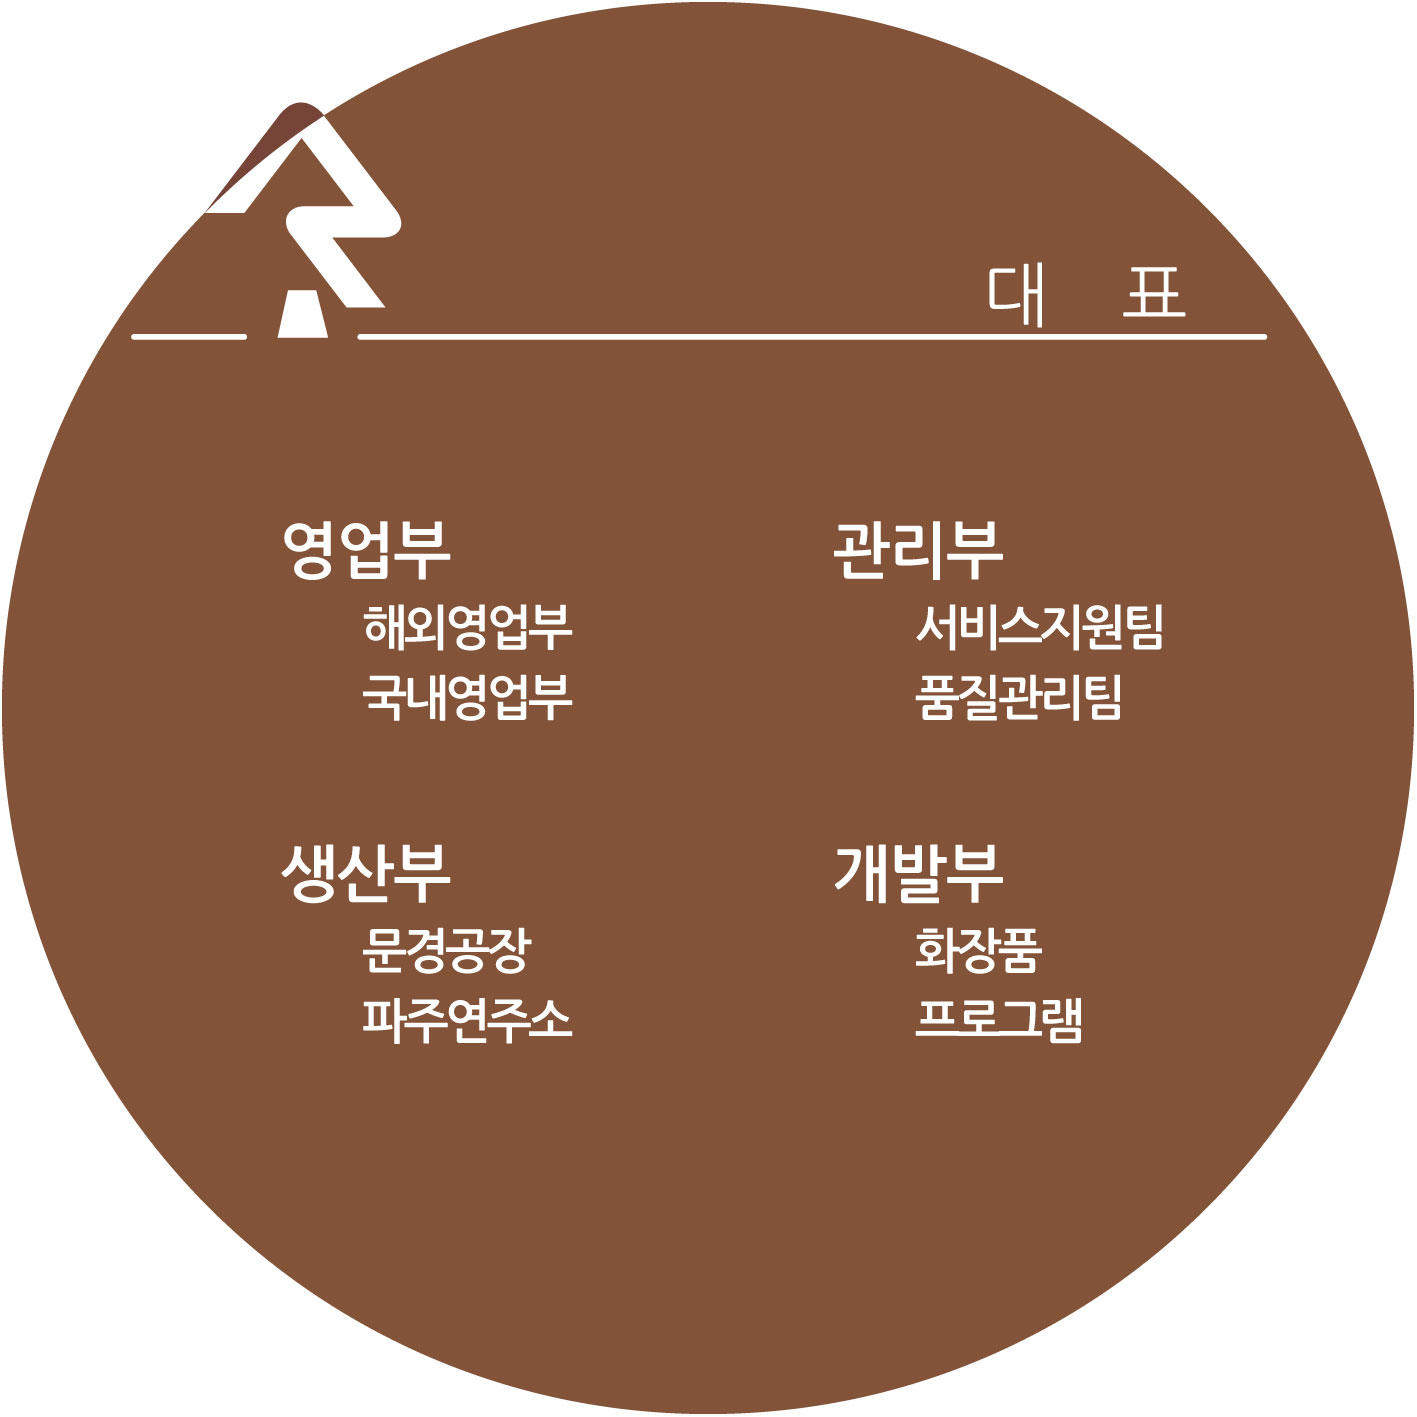 대 표
영업부
해외영업부
국내영업부
관리부
서비스지원팀
품질관리팀
생산부
문경공장
파주연주소
개발부
화장품
프로그램